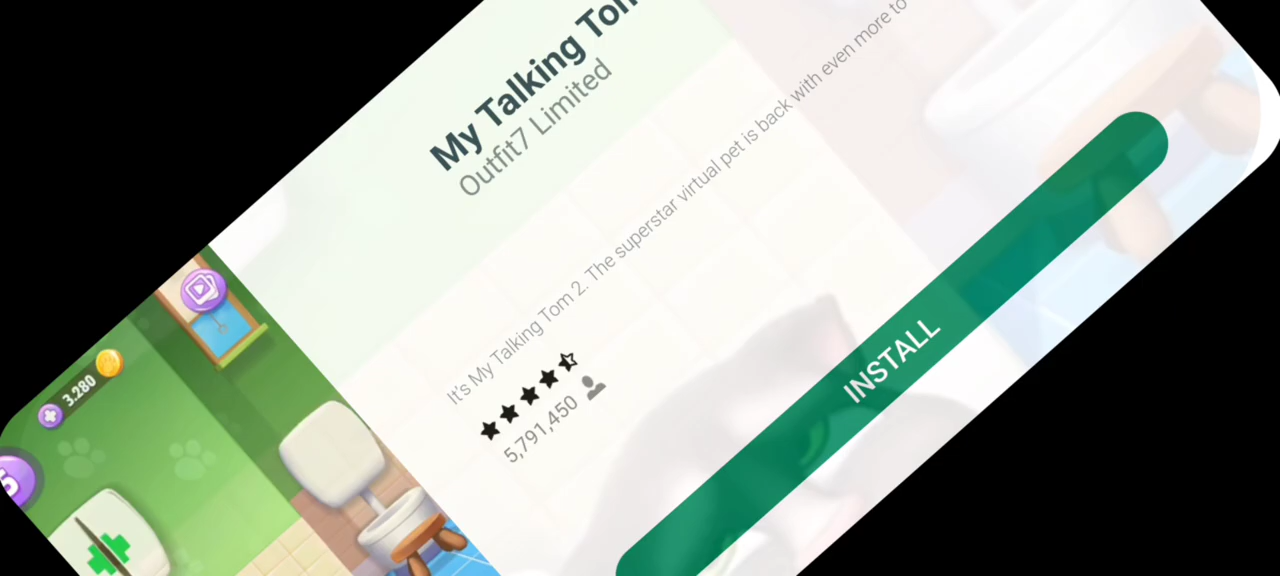 My Talking Tom
Outfit7 Limited
It's My Talking Tom 2. The superstar virtual pet is back with even more to
5,791,450
INSTALL
3.280
5